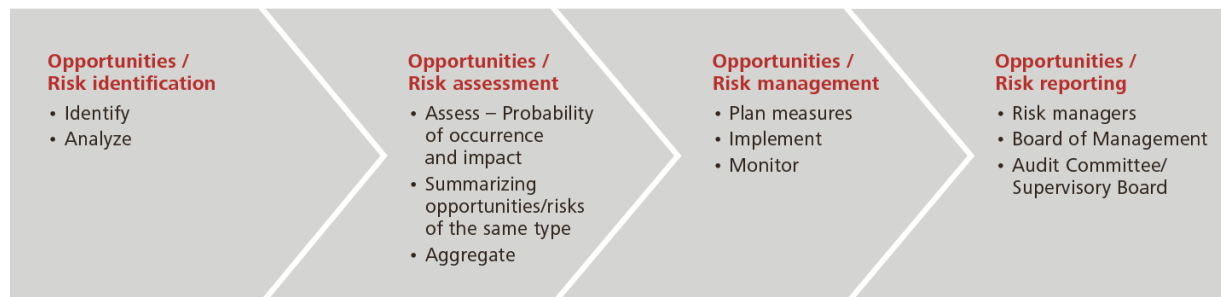 Opportunities /
Risk identification
• Identify
• Analyze
Opportunities /
Risk assessment
• Assess – Probability
of occurrence
and impact
• Summarizing
opportunities/risks
of the same type
• Aggregate
Opportunities /
Risk management
• Plan measures
• Implement
• Monitor
Opportunities /
Risk reporting
• Risk managers
• Board of Management
• Audit Committee/
Supervisory Board